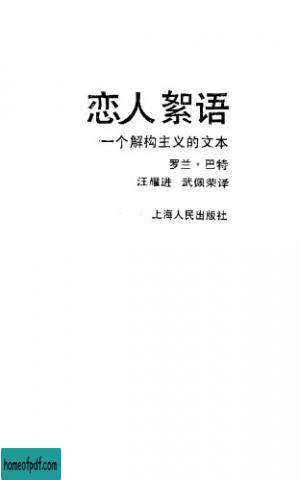 恋人絮语
一个解构主义的文本
罗兰·巴特
汪耀进 武佩荣译
上海人民出版社
homeofpdf.com